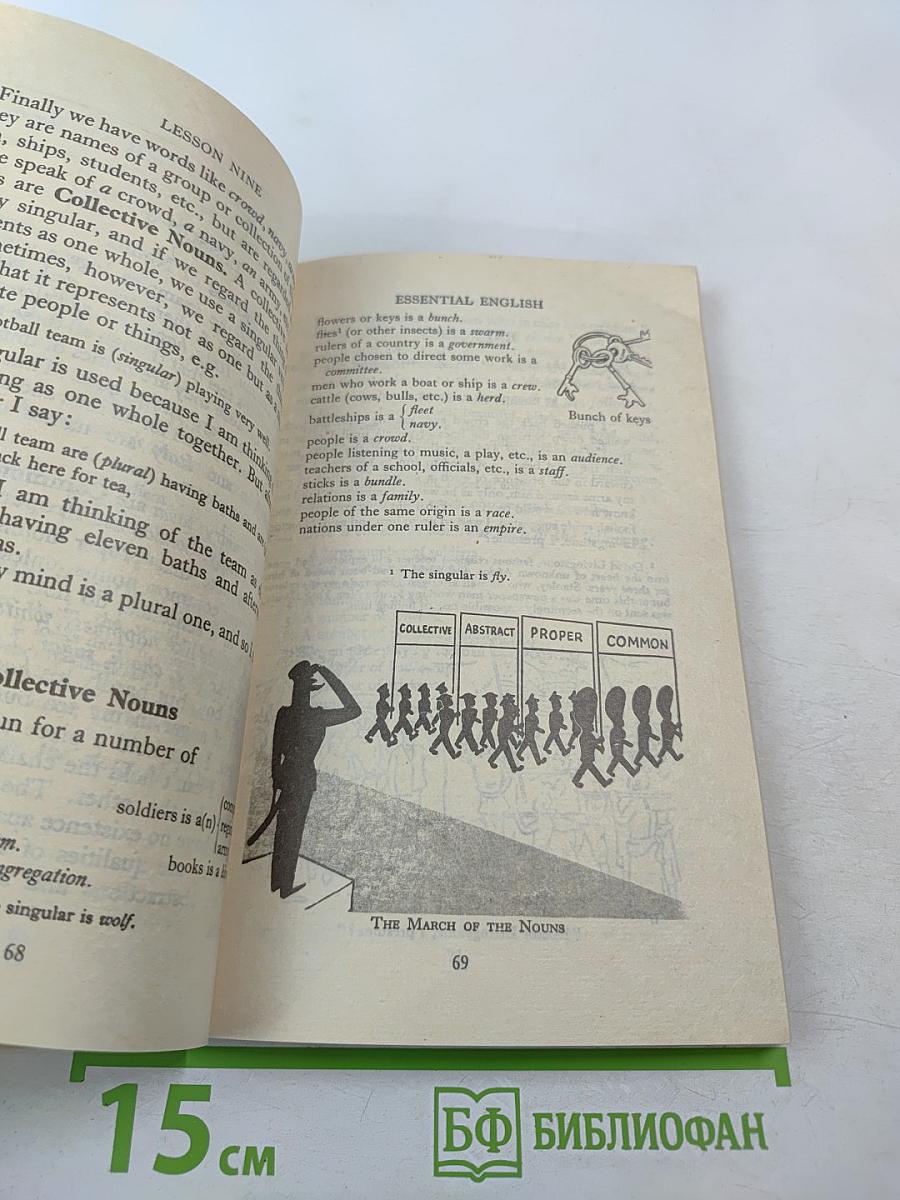 LESSON NINE
Finally we have words like crowd, navy
ey are names of a group or collection of
, ships, students, etc., but are regarded
e speak of a crowd, a navy, an army
s are Collective Nouns. A collective
y singular, and if we regard the
ents as one whole, we use a singular
netimes, however, we regard the
hat it represents not as one but as a
te people or things, e.g.
otball team is (singular) playing very well.
gular is used because I am thinking
ng as one whole together. But
r I say:
ll team are (plural) having baths and are
ck here for tea,
I am thinking of the team as
having eleven baths and
as.
y mind is a plural one, and so I
ollective Nouns
un for a number of
soldiers is a(n)
books is a
m.
ngregation.
singular is wolf.
68
ESSENTIAL ENGLISH
flowers or keys is a bunch.
flies¹ (or other insects) is a swarm.
rulers of a country is a government.
people chosen to direct some work is a
committee.
men who work a boat or ship is a crew.
cattle (cows, bulls, etc.) is a herd.
battleships is a { fleet
navy.
people is a crowd.
people listening to music, a play, etc., is an audience.
teachers of a school, officials, etc., is a staff.
sticks is a bundle.
relations is a family.
people of the same origin is a race.
nations under one ruler is an empire.
Bunch of keys
¹ The singular is fly.
COLLECTIVE ABSTRACT PROPER COMMON
THE MARCH OF THE NOUNS
69
15 см
БФ БИБЛИОФАН